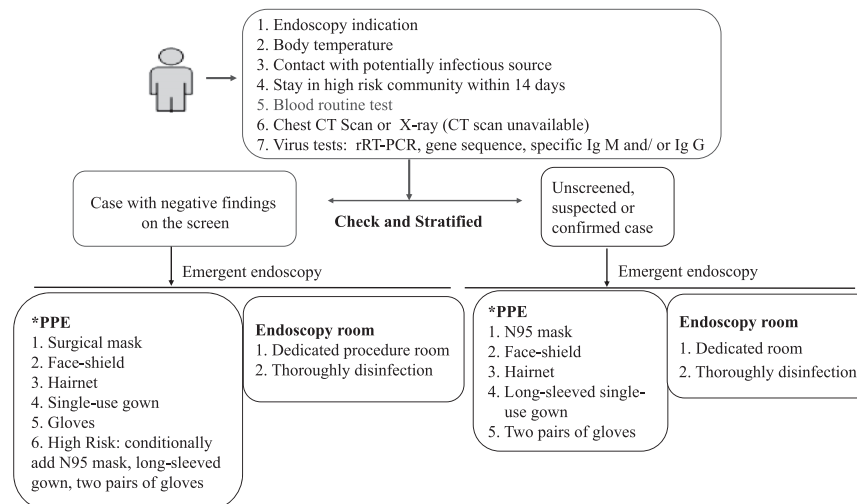 1. Endoscopy indication
2. Body temperature
3. Contact with potentially infectious source
4. Stay in high risk community within 14 days
5. Blood routine test
6. Chest CT Scan or X-ray (CT scan unavailable)
7. Virus tests: rRT-PCR, gene sequence, specific Ig M and/ or Ig G
Case with negative findings
on the screen
Check and Stratified
Unscreened,
suspected or
confirmed case
Emergent endoscopy
Emergent endoscopy
*PPE
1. Surgical mask
2. Face-shield
3. Hairnet
4. Single-use gown
5. Gloves
6. High Risk: conditionally
add N95 mask, long-sleeved
gown, two pairs of gloves
Endoscopy room
1. Dedicated procedure room
2. Thoroughly disinfection
*PPE
1. N95 mask
2. Face-shield
3. Hairnet
4. Long-sleeved single-
use gown
5. Two pairs of gloves
Endoscopy room
1. Dedicated room
2. Thoroughly disinfection